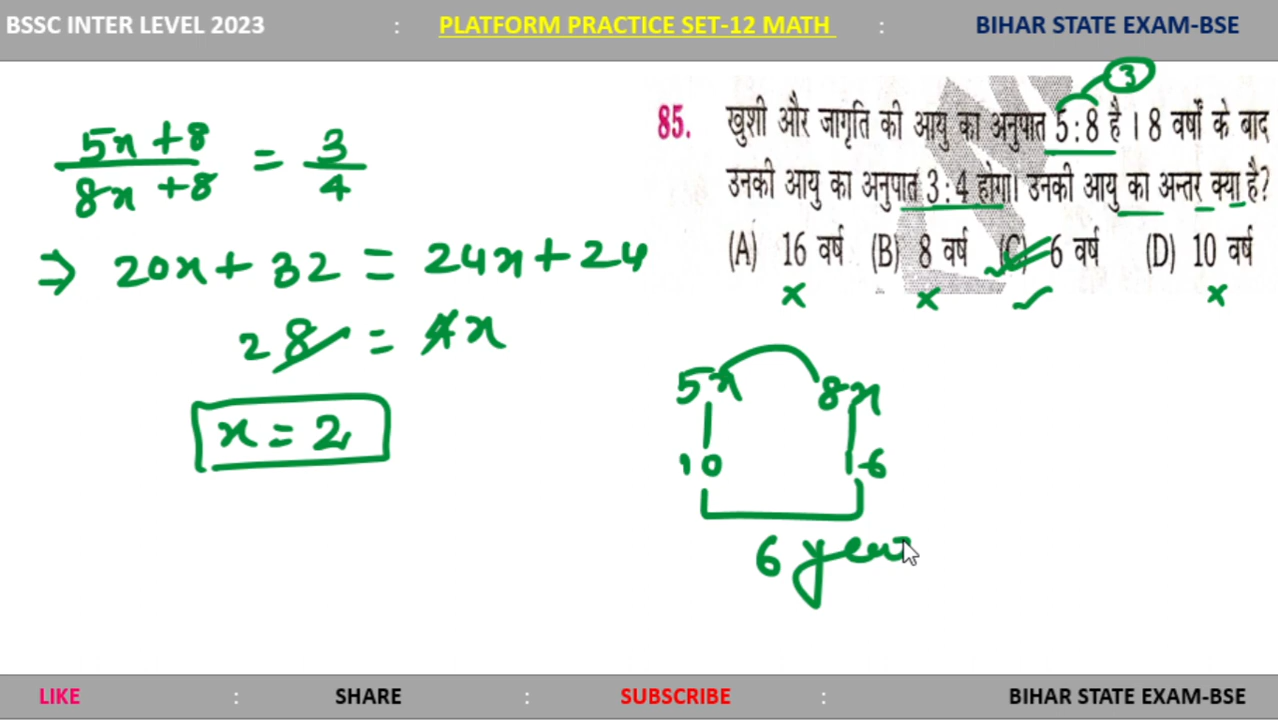 BSSC INTER LEVEL 2023 : PLATFORM PRACTICE SET-12 MATH : BIHAR STATE EXAM-BSE
3
85. खुशी और जागृति की आयु का अनुपात 5 : 8 है। 8 वर्षों के बाद
उनकी आयु का अनुपात 3 : 4 होगा। उनकी आयु का अन्तर क्या है?
(A) 16 वर्ष (B) 8 वर्ष (C) 6 वर्ष (D) 10 वर्ष
5x + 8 / 8x + 8 = 3 / 4
⇒ 20x + 32 = 24x + 24
2 8 = 4x
x = 2
5x 8x
10 16
6 year
LIKE : SHARE : SUBSCRIBE : BIHAR STATE EXAM-BSE